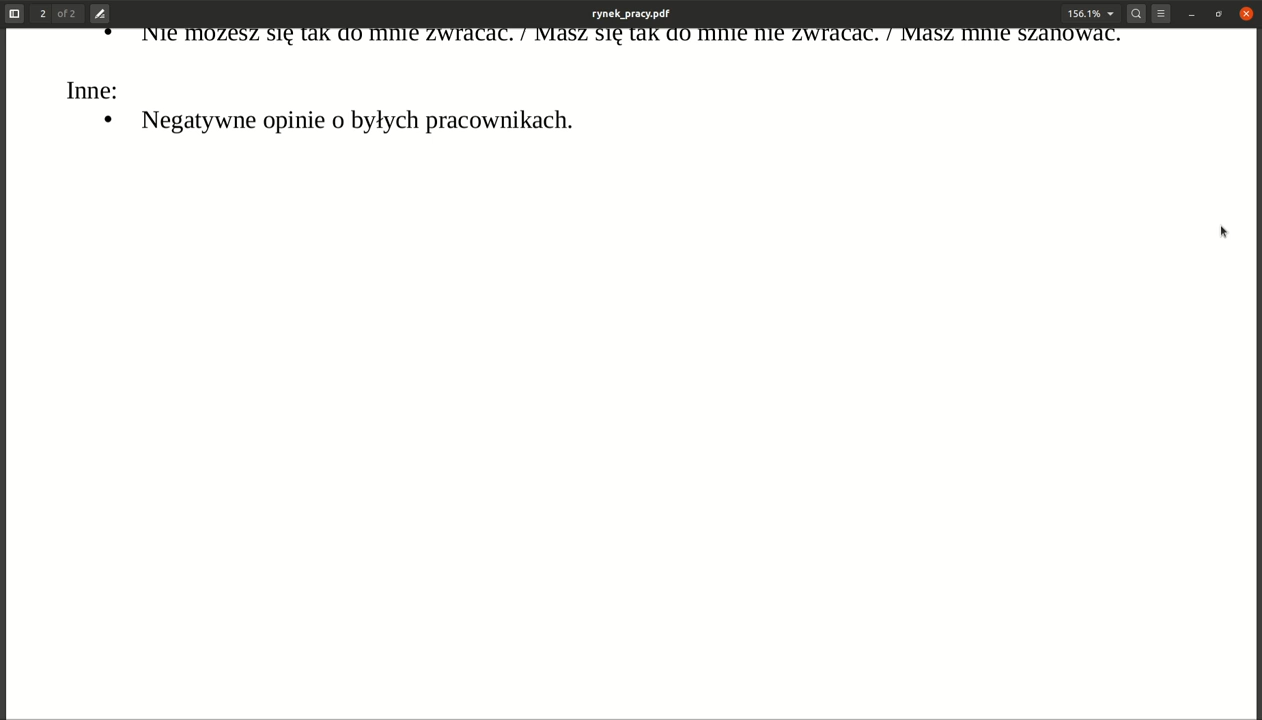 2 of 2 rynek_pracy.pdf 156.1%
• Nie możesz się tak do mnie zwracać. / Masz się tak do mnie nie zwracać. / Masz mnie szanować.
Inne:
• Negatywne opinie o byłych pracownikach.